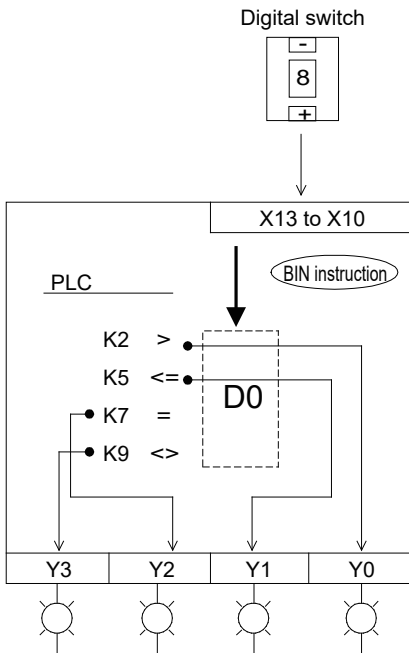 Digital switch
-
8
+
X13 to X10
BIN instruction
PLC
K2 >
K5 <=
D0
K7 =
K9 <>
Y3 Y2 Y1 Y0